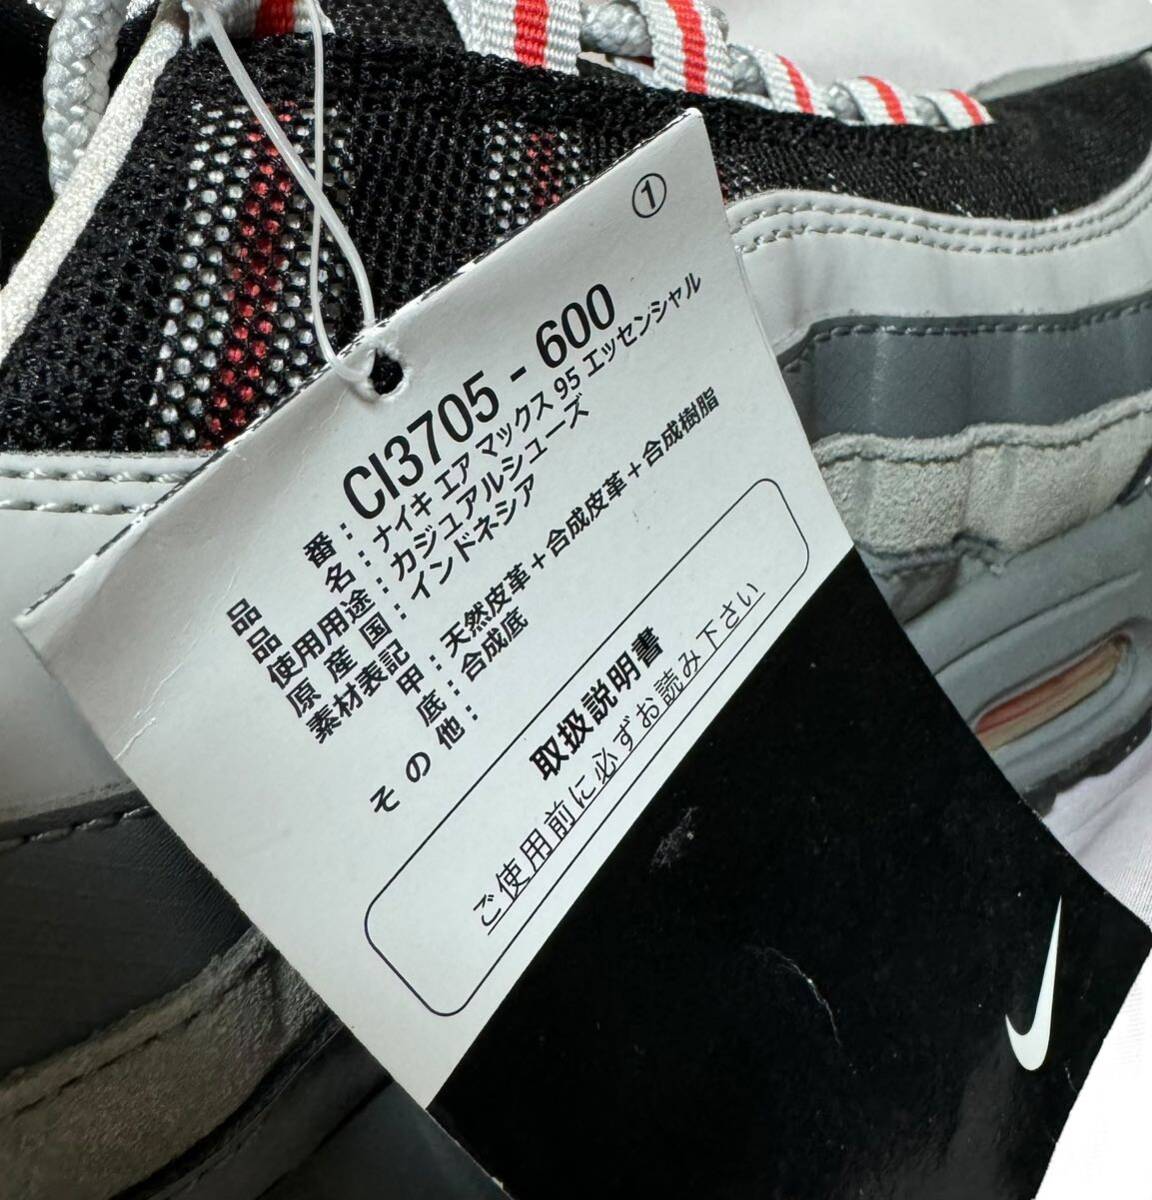 ①
品番：CI3705-600
品名：ナイキ エア マックス 95 エッセンシャル
使用用途：カジュアルシューズ
原産国：インドネシア
素材表記
甲：天然皮革＋合成皮革＋合成樹脂
底：合成底
その他：
取扱説明書
ご使用前に必ずお読み下さい